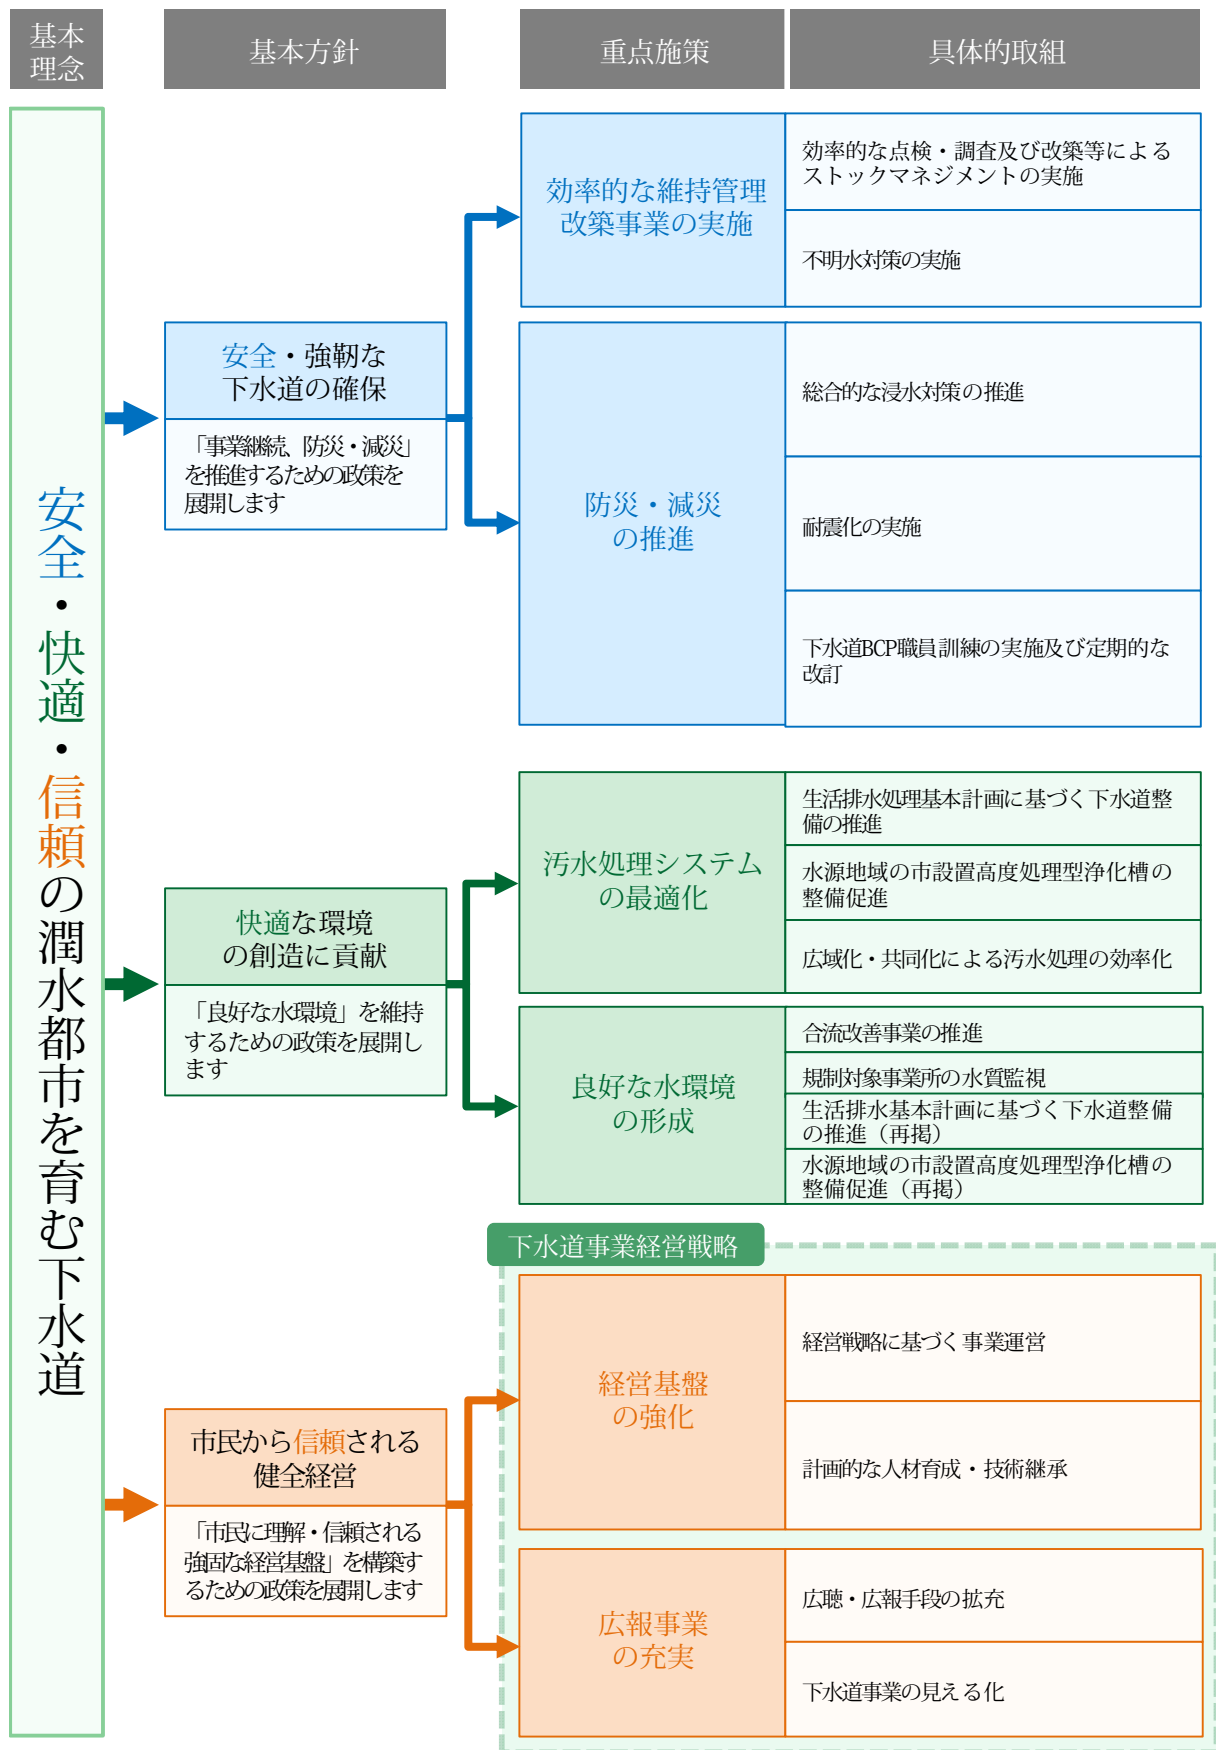 基本
理念
基本方針
重点施策
具体的取組
安全・快適・信頼の潤水都市を育む下水道
安全・強靭な
下水道の確保
「事業継続、防災・減災」
を推進するための政策を
展開します
効率的な維持管理
改築事業の実施
効率的な点検・調査及び改築等による
ストックマネジメントの実施
不明水対策の実施
防災・減災
の推進
総合的な浸水対策の推進
耐震化の実施
下水道BCP職員訓練の実施及び定期的な
改訂
快適な環境
の創造に貢献
「良好な水環境」を維持
するための政策を展開し
ます
汚水処理システム
の最適化
生活排水処理基本計画に基づく下水道整
備の推進
水源地域の市設置高度処理型浄化槽の
整備促進
広域化・共同化による汚水処理の効率化
良好な水環境
の形成
合流改善事業の推進
規制対象事業所の水質監視
生活排水基本計画に基づく下水道整備
の推進（再掲）
水源地域の市設置高度処理型浄化槽の
整備促進（再掲）
市民から信頼される
健全経営
「市民に理解・信頼される
強固な経営基盤」を構築す
るための政策を展開します
下水道事業経営戦略
経営基盤
の強化
経営戦略に基づく事業運営
計画的な人材育成・技術継承
広報事業
の充実
広聴・広報手段の拡充
下水道事業の見える化